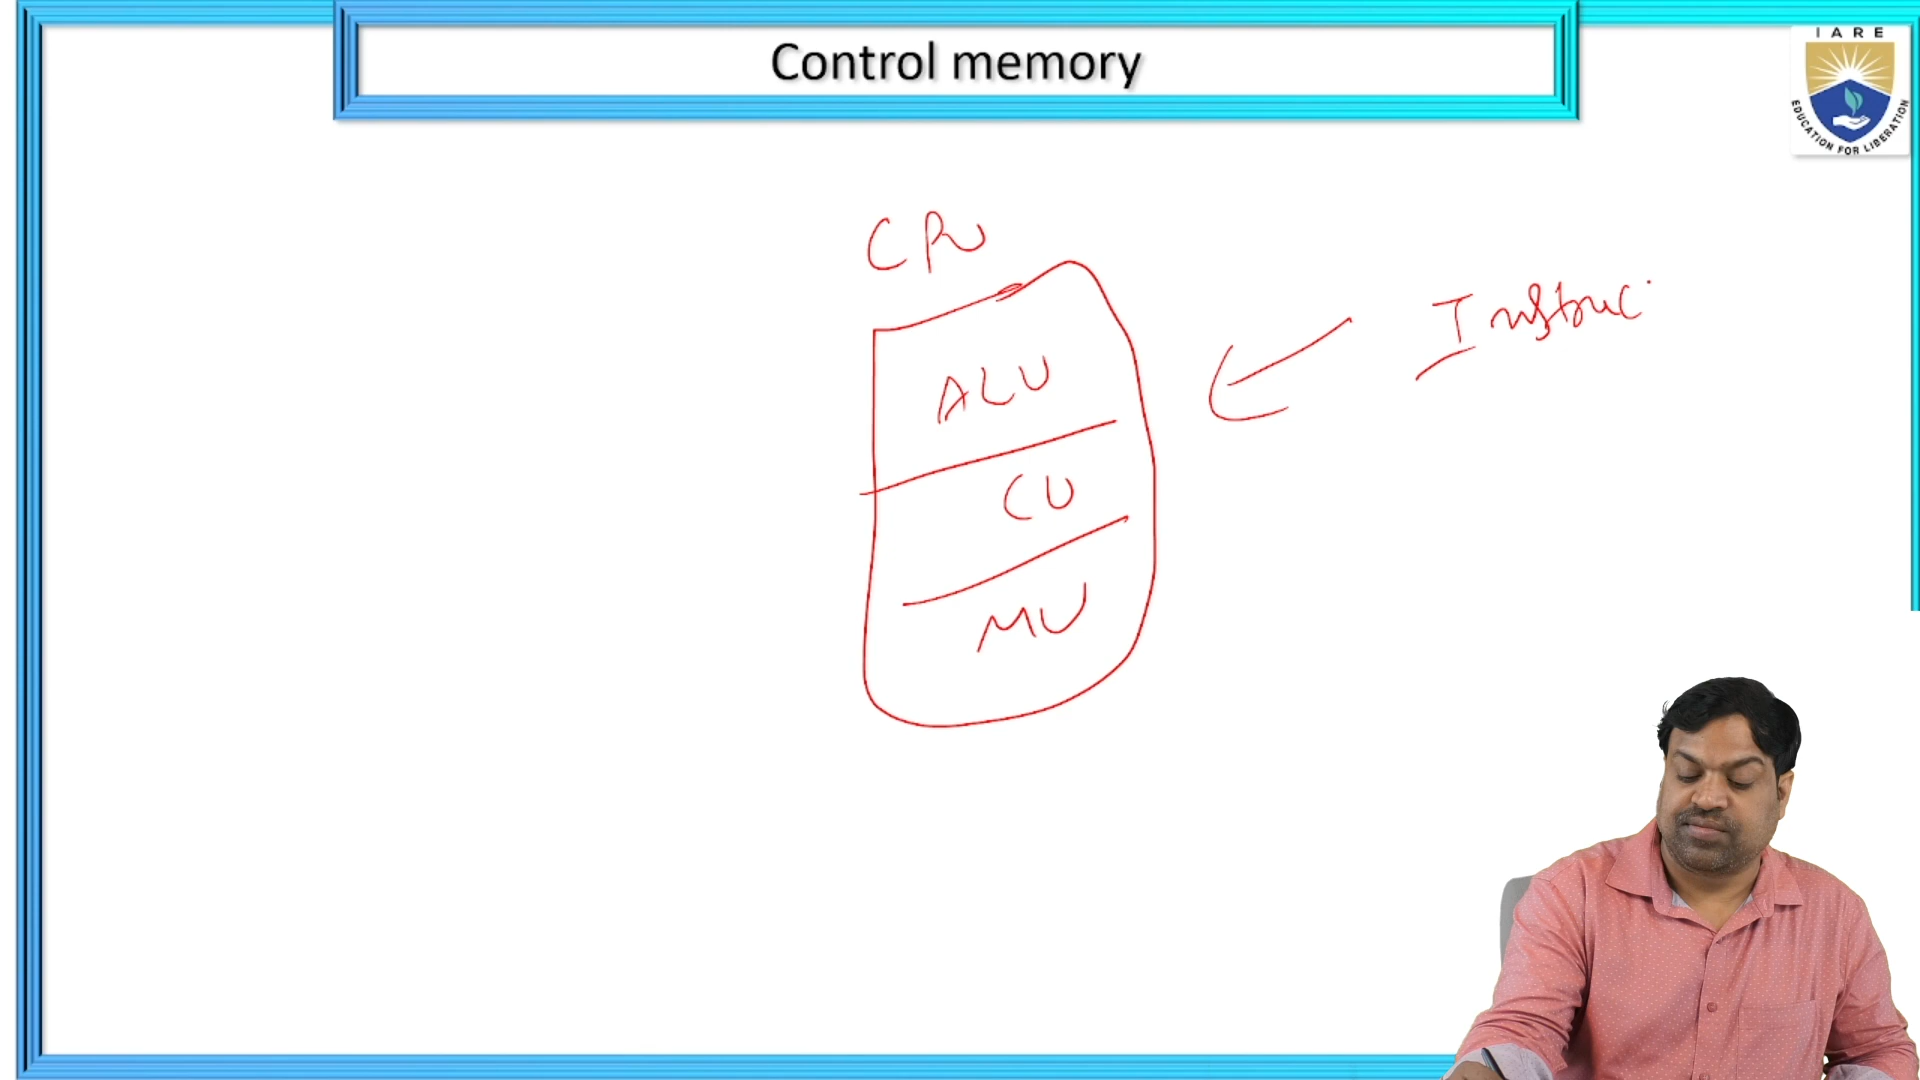 Control memory
IARE
EDUCATION FOR LIBERATION
CPU
Instruc
ALU
CU
MU